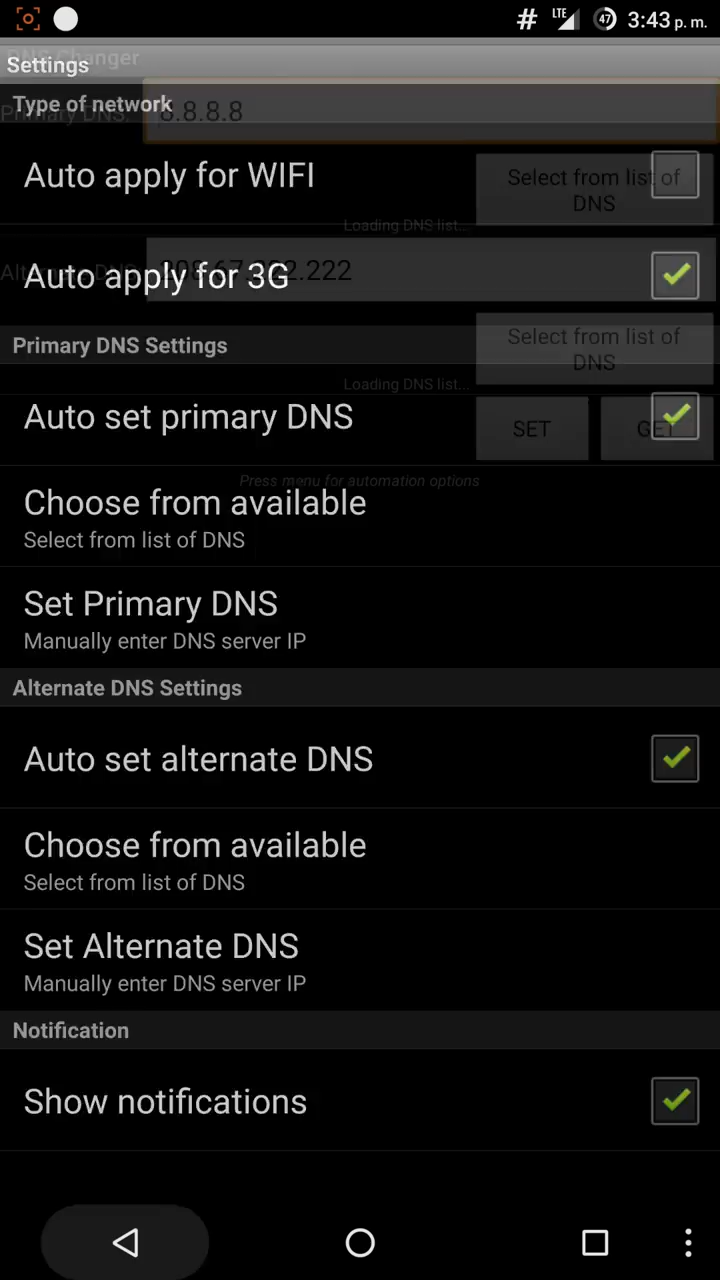 # LTE 47 3:43 p. m.
DNS Changer
Settings
Type of network
Primary DNS: 8.8.8.8
Auto apply for WIFI
Select from list of
DNS
Loading DNS list...
Auto apply for 3G
208.67.222.222
Primary DNS Settings
Select from list of
DNS
Loading DNS list...
Auto set primary DNS
SET
GET
Press menu for automation options
Choose from available
Select from list of DNS
Set Primary DNS
Manually enter DNS server IP
Alternate DNS Settings
Auto set alternate DNS
Choose from available
Select from list of DNS
Set Alternate DNS
Manually enter DNS server IP
Notification
Show notifications